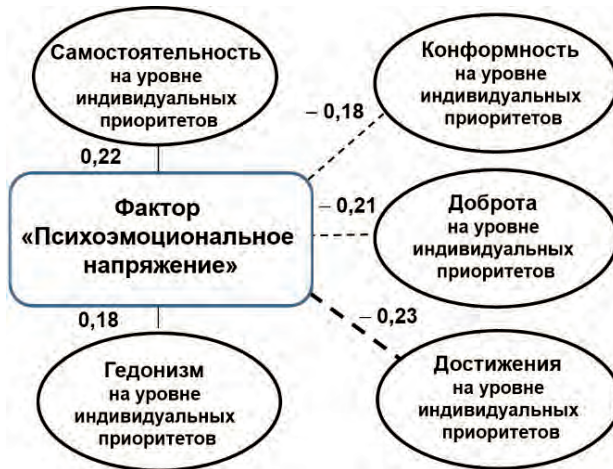 Самостоятельность
на уровне
индивидуальных
приоритетов
Конформность
на уровне
индивидуальных
приоритетов
– 0,18
0,22
Фактор
«Психоэмоциональное
напряжение»
– 0,21
Доброта
на уровне
индивидуальных
приоритетов
0,18
– 0,23
Гедонизм
на уровне
индивидуальных
приоритетов
Достижения
на уровне
индивидуальных
приоритетов